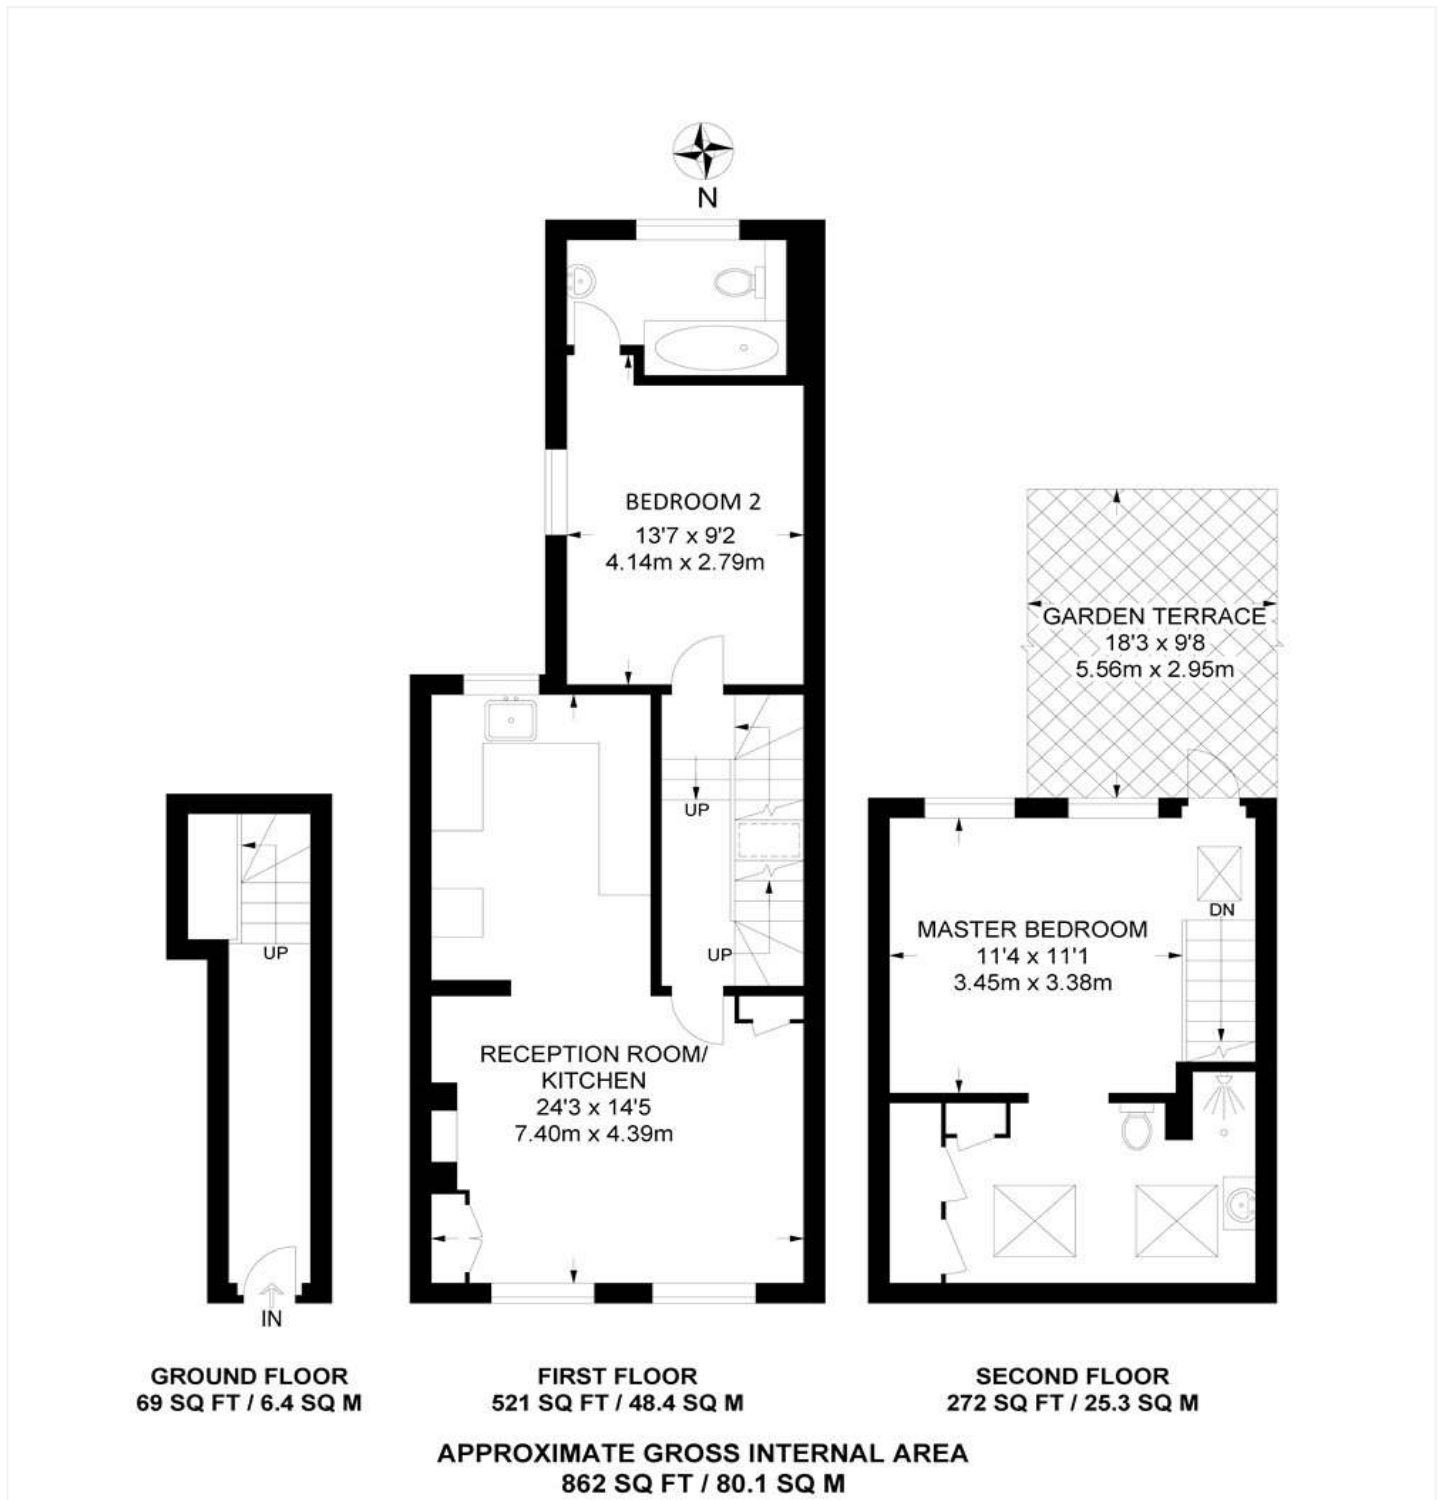 N
BEDROOM 2
13'7 x 9'2
4.14m x 2.79m
GARDEN TERRACE
18'3 x 9'8
5.56m x 2.95m
UP
UP
UP
DN
MASTER BEDROOM
11'4 x 11'1
3.45m x 3.38m
RECEPTION ROOM/
KITCHEN
24'3 x 14'5
7.40m x 4.39m
IN
GROUND FLOOR
69 SQ FT / 6.4 SQ M
FIRST FLOOR
521 SQ FT / 48.4 SQ M
SECOND FLOOR
272 SQ FT / 25.3 SQ M
APPROXIMATE GROSS INTERNAL AREA
862 SQ FT / 80.1 SQ M